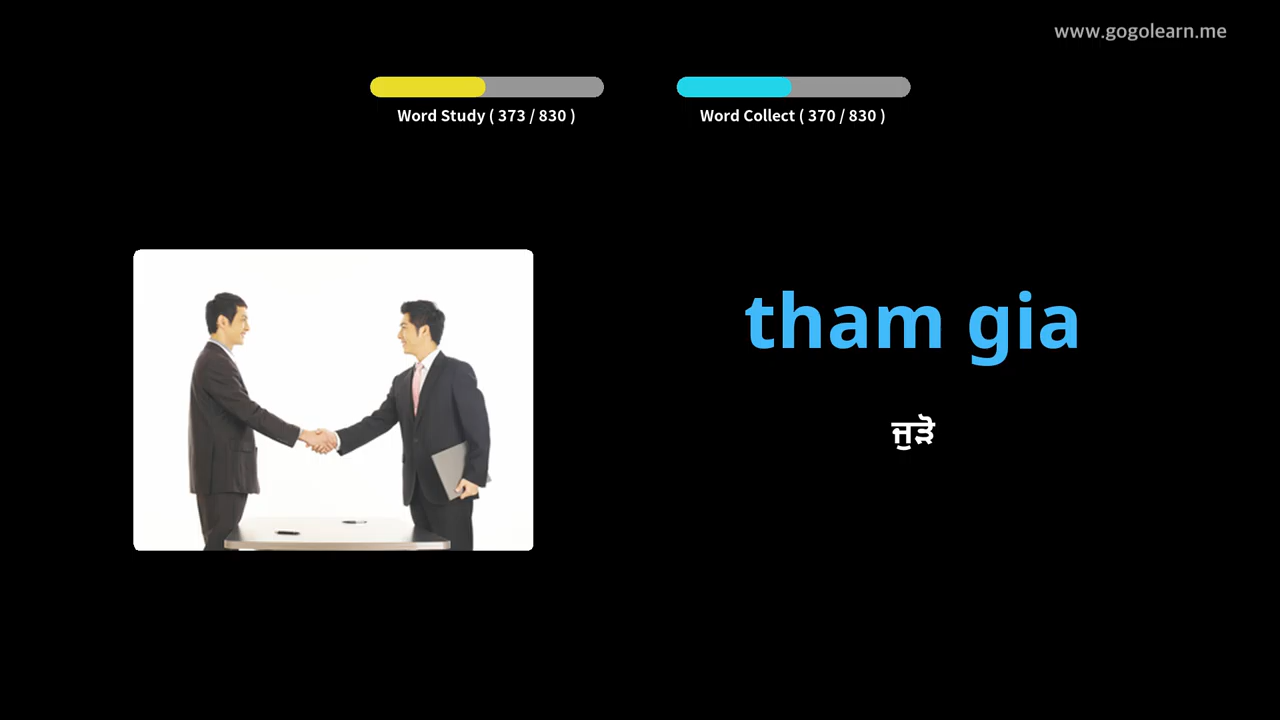 www.gogolearn.me
Word Study ( 373 / 830 )
Word Collect ( 370 / 830 )
tham gia
ਜੁੜੋ